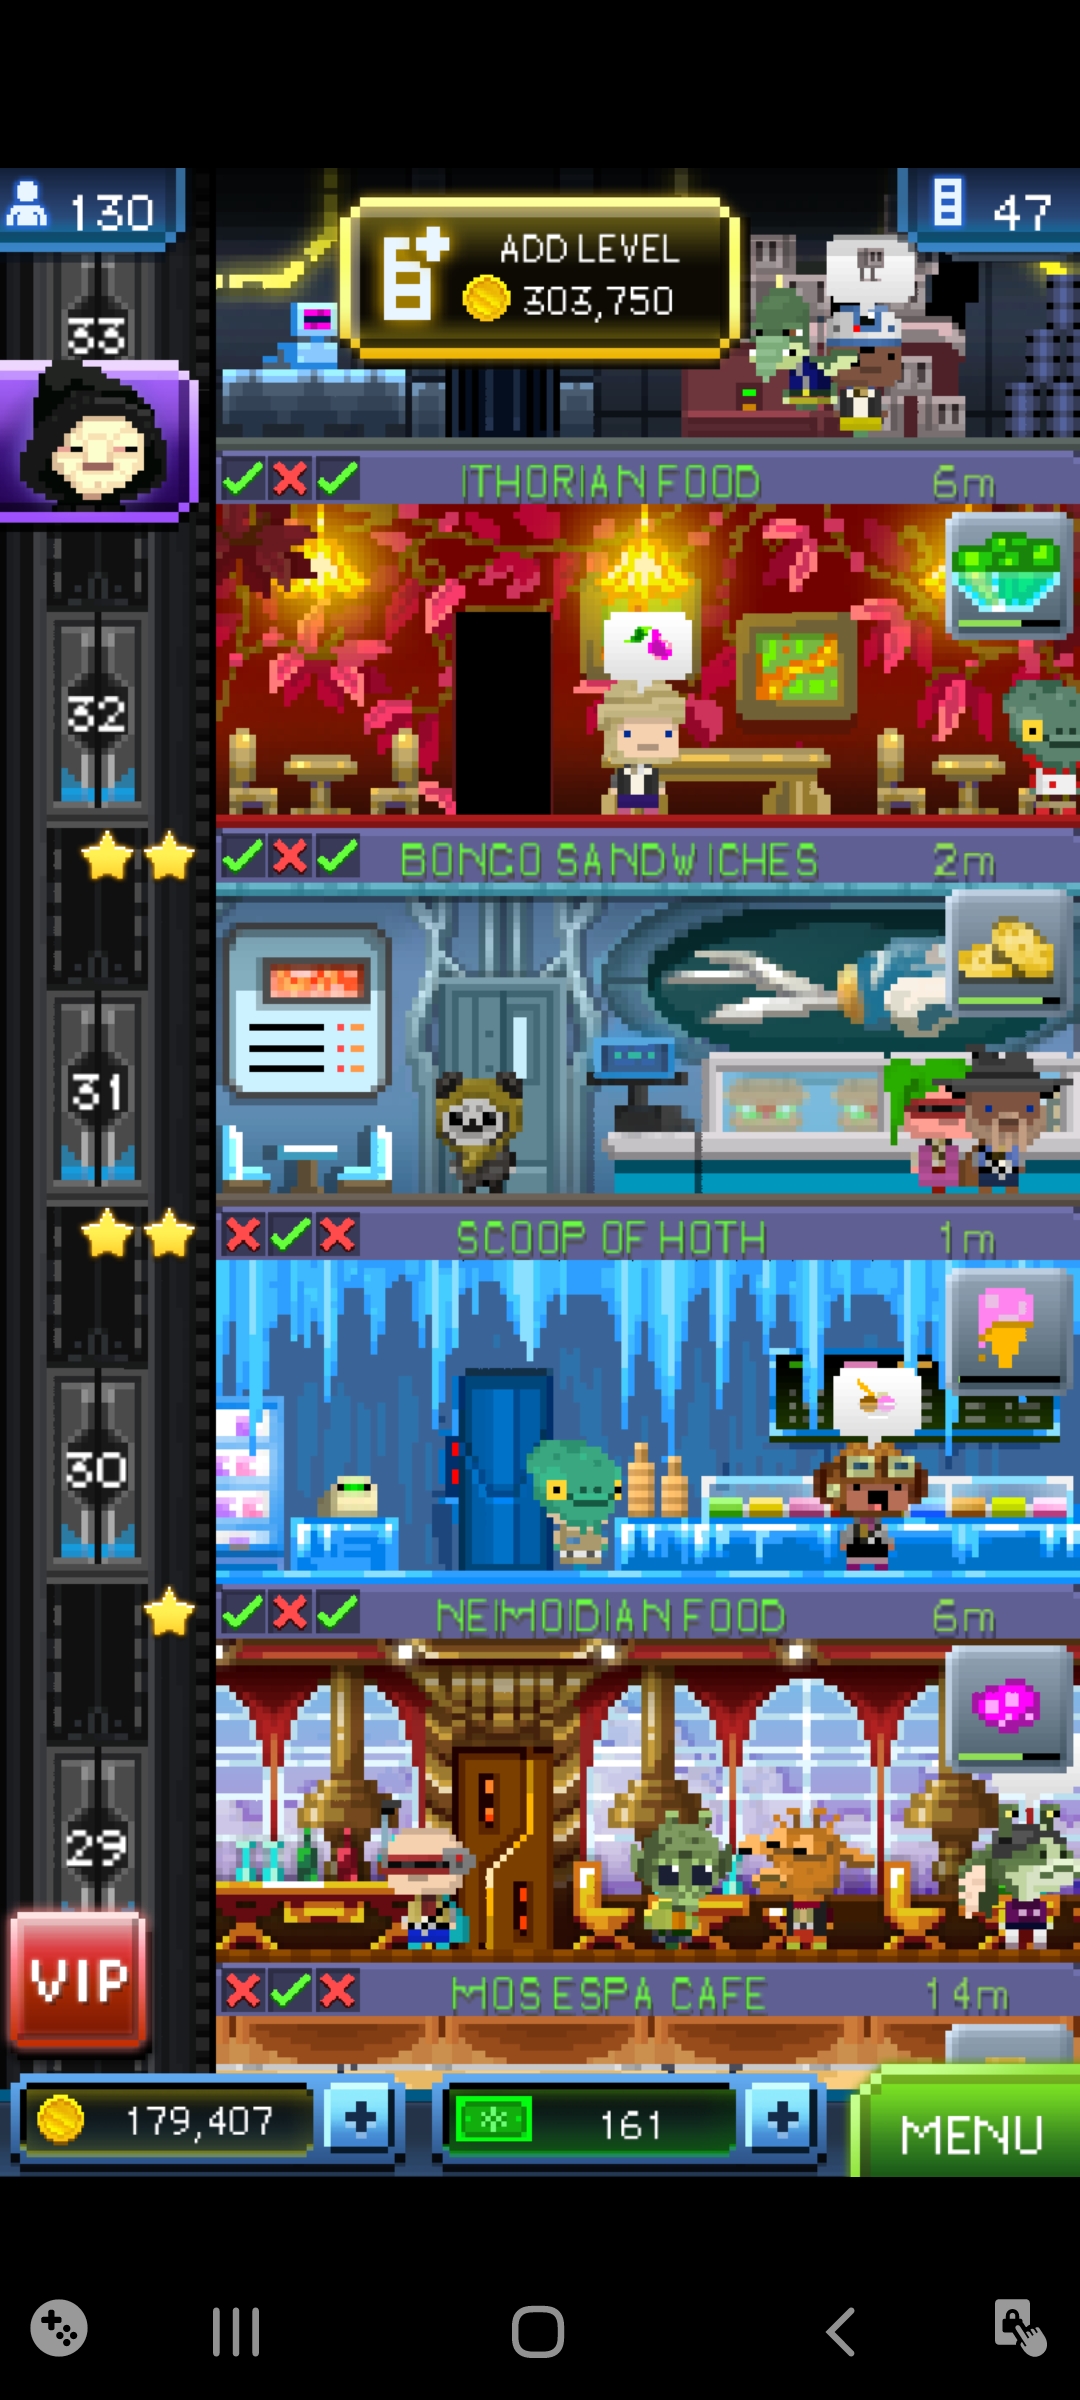 130
ADD LEVEL
303,750
47
33
ITHORIAN FOOD 6m
32
BONGO SANDWICHES 2m
31
SCOOP OF HOTH 1m
30
NEIMOIDIAN FOOD 6m
29
VIP
MOS ESPA CAFE 14m
179,407
161
MENU